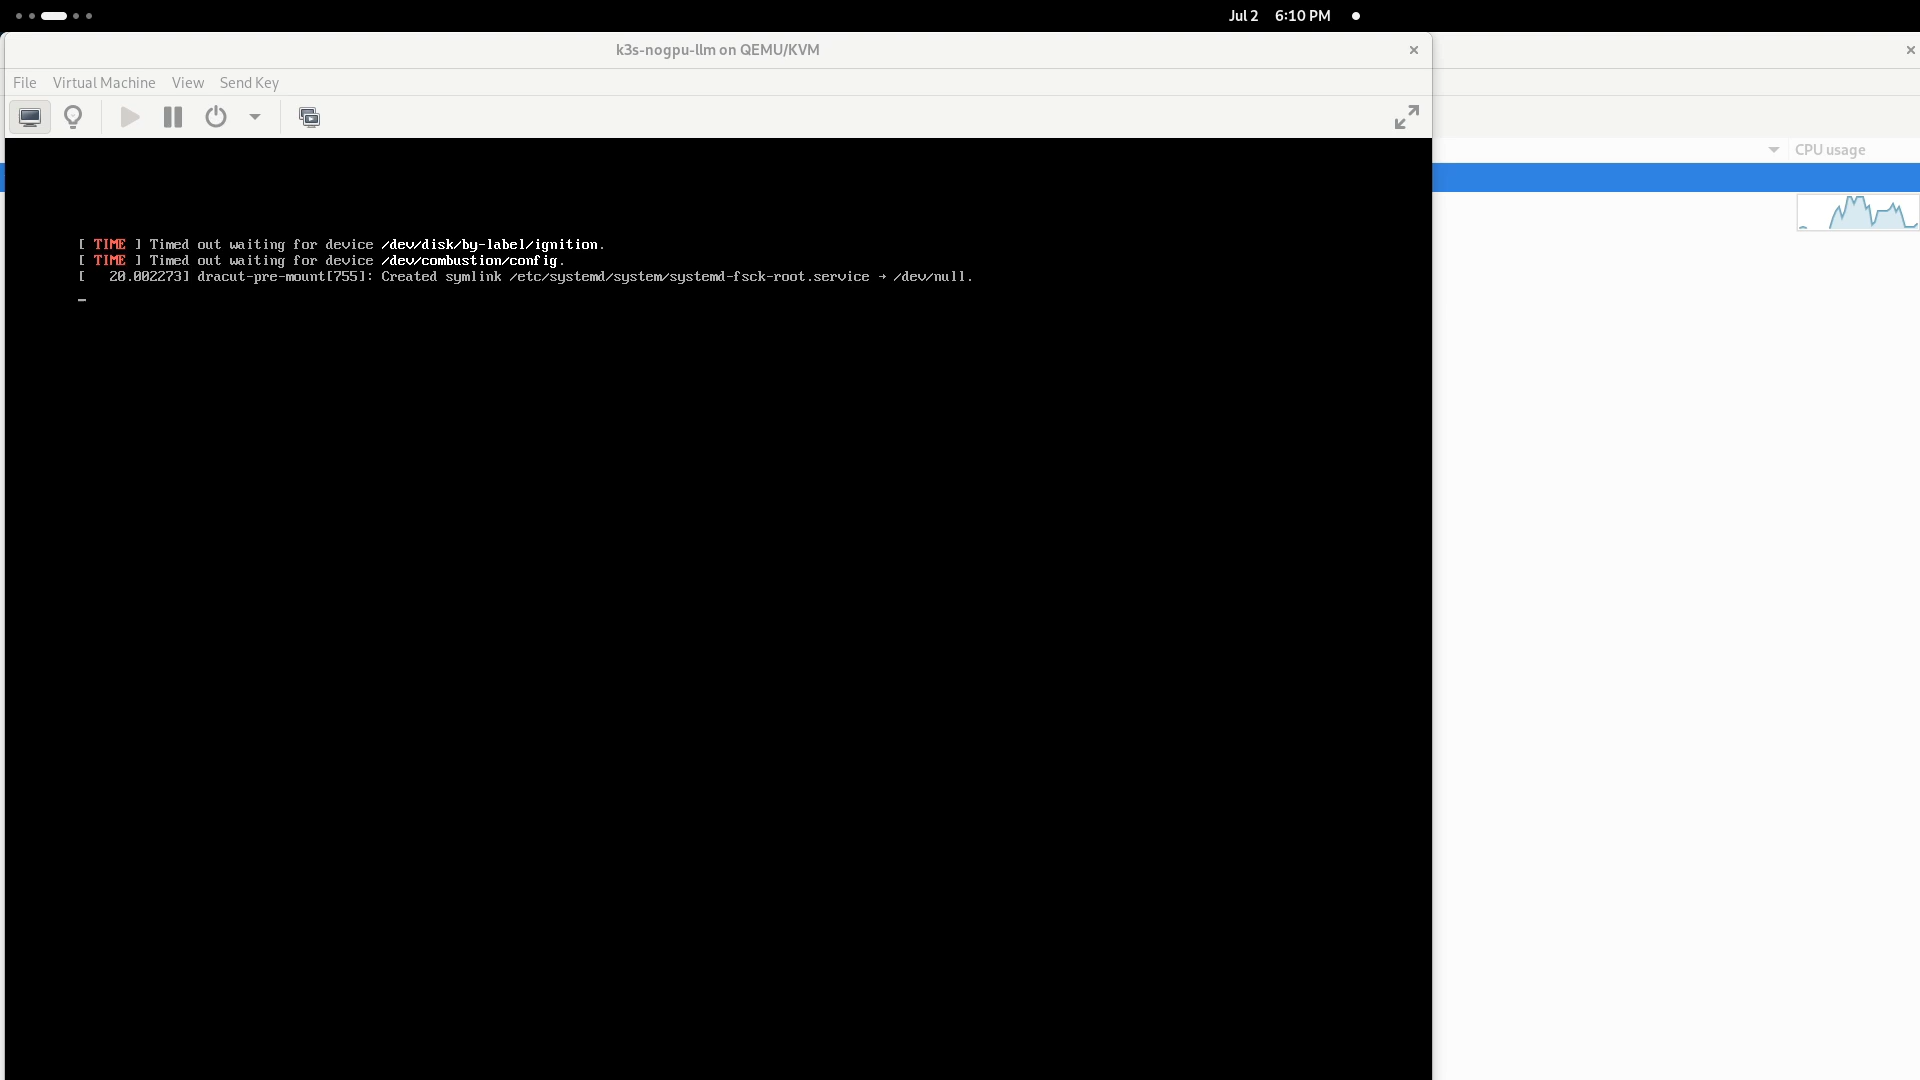 Jul 2 6:10 PM
k3s-nogpu-llm on QEMU/KVM
File Virtual Machine View Send Key
CPU usage
[ TIME ] Timed out waiting for device /dev/disk/by-label/ignition.
[ TIME ] Timed out waiting for device /dev/combustion/config.
[   20.002273] dracut-pre-mount[755]: Created symlink /etc/systemd/system/systemd-fsck-root.service → /dev/null.